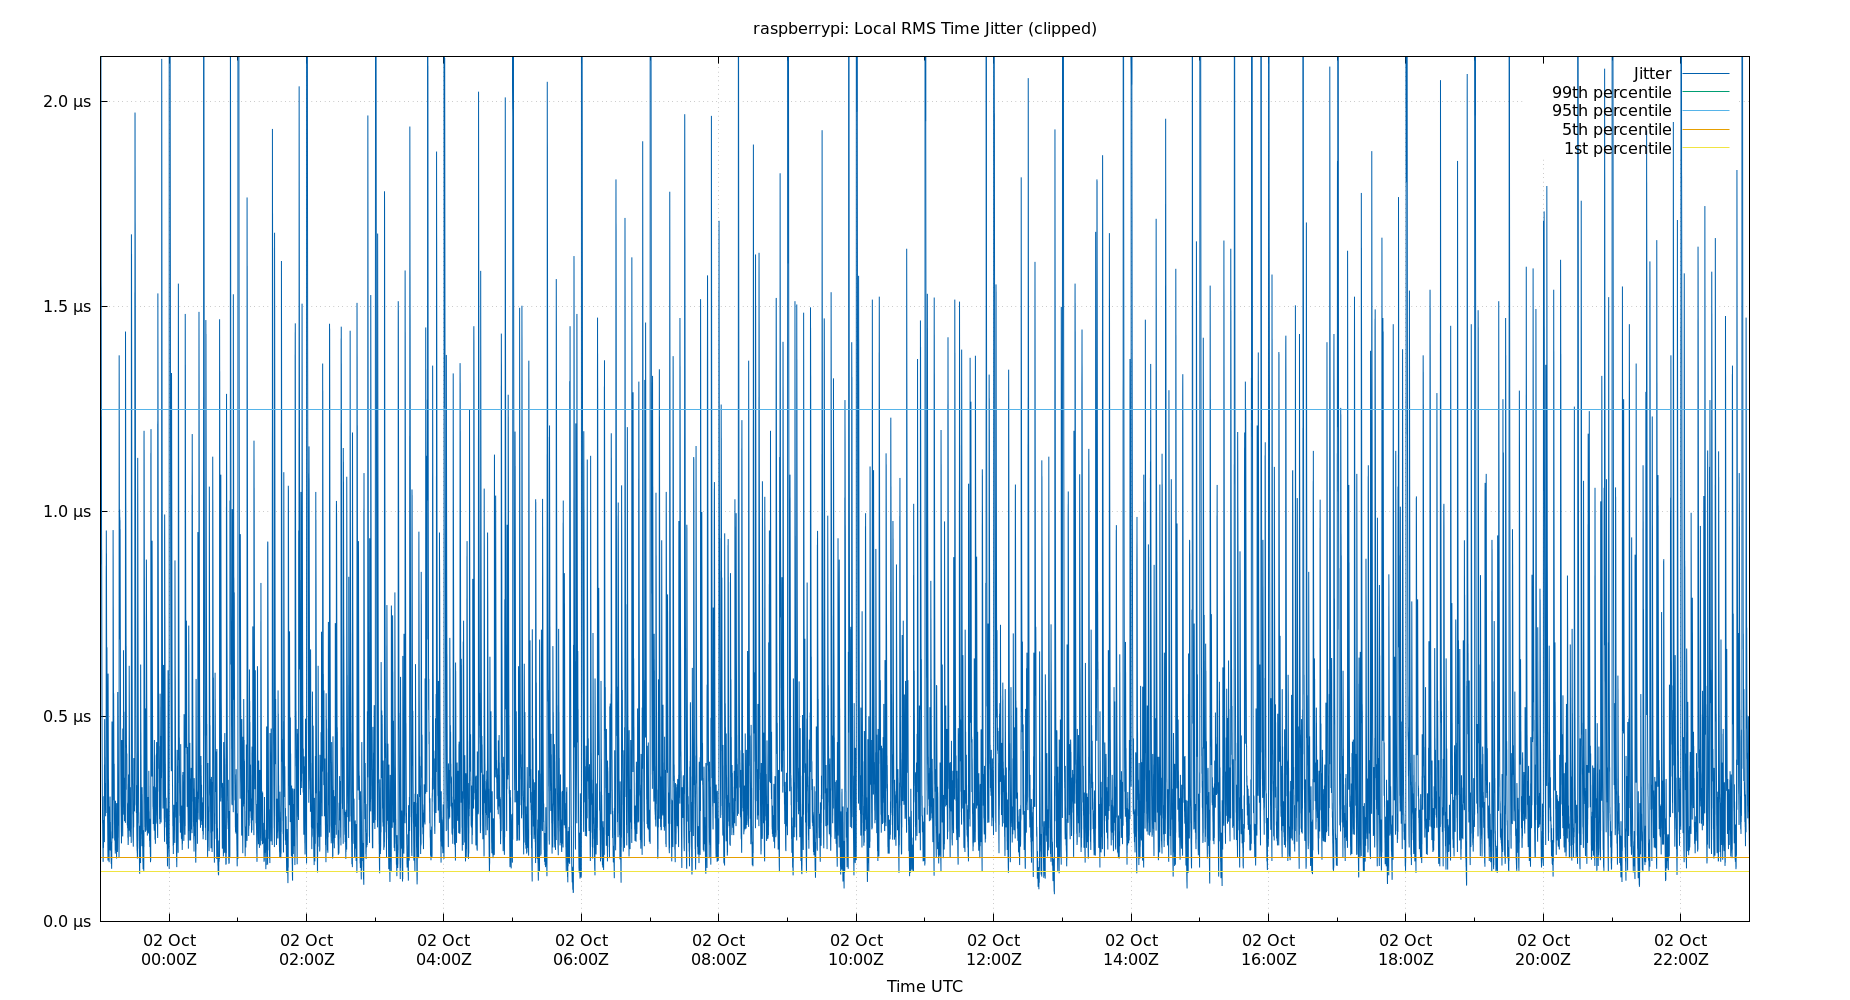 raspberrypi: Local RMS Time Jitter (clipped)
Jitter
99th percentile
95th percentile
5th percentile
1st percentile
2.0 µs
1.5 µs
1.0 µs
0.5 µs
0.0 µs
02 Oct 02 Oct 02 Oct 02 Oct 02 Oct 02 Oct 02 Oct 02 Oct 02 Oct 02 Oct 02 Oct 02 Oct
00:00Z 02:00Z 04:00Z 06:00Z 08:00Z 10:00Z 12:00Z 14:00Z 16:00Z 18:00Z 20:00Z 22:00Z
Time UTC